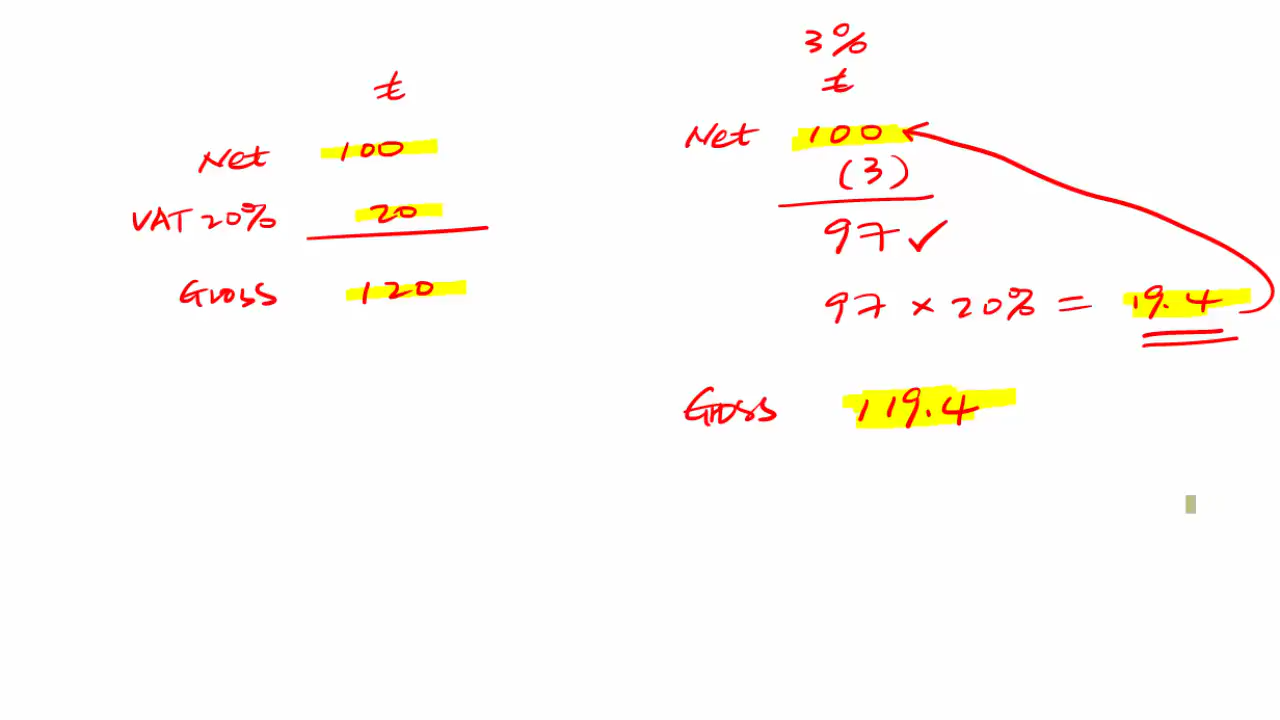 £
Net 100
VAT 20% 20
Gross 120
3%
£
Net 100
(3)
97 ✓
97 × 20% = 19.4
Gross 119.4